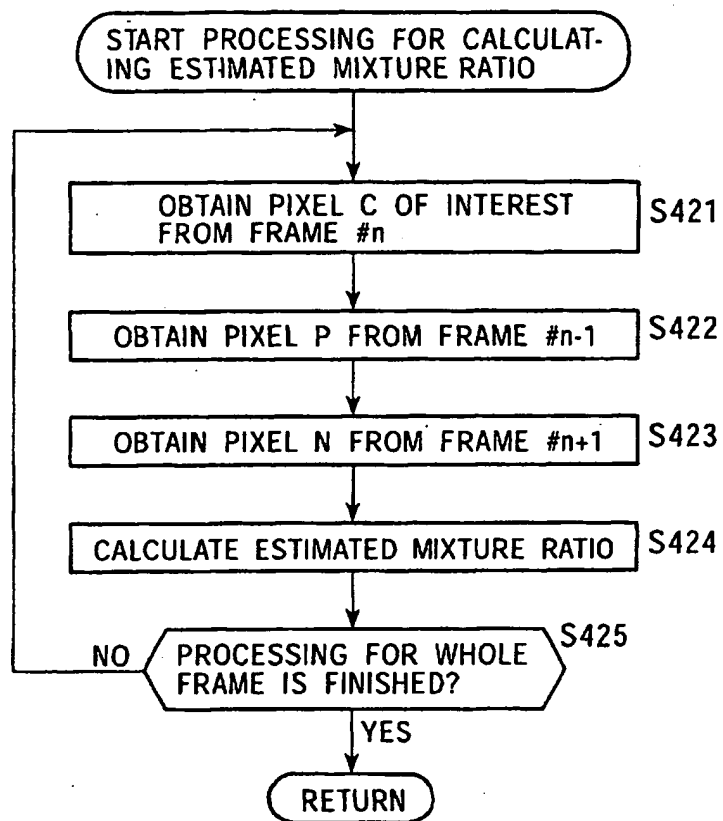 START PROCESSING FOR CALCULAT-
ING ESTIMATED MIXTURE RATIO
OBTAIN PIXEL C OF INTEREST
FROM FRAME #n
S421
OBTAIN PIXEL P FROM FRAME #n-1
S422
OBTAIN PIXEL N FROM FRAME #n+1
S423
CALCULATE ESTIMATED MIXTURE RATIO
S424
S425
NO
PROCESSING FOR WHOLE
FRAME IS FINISHED?
YES
RETURN